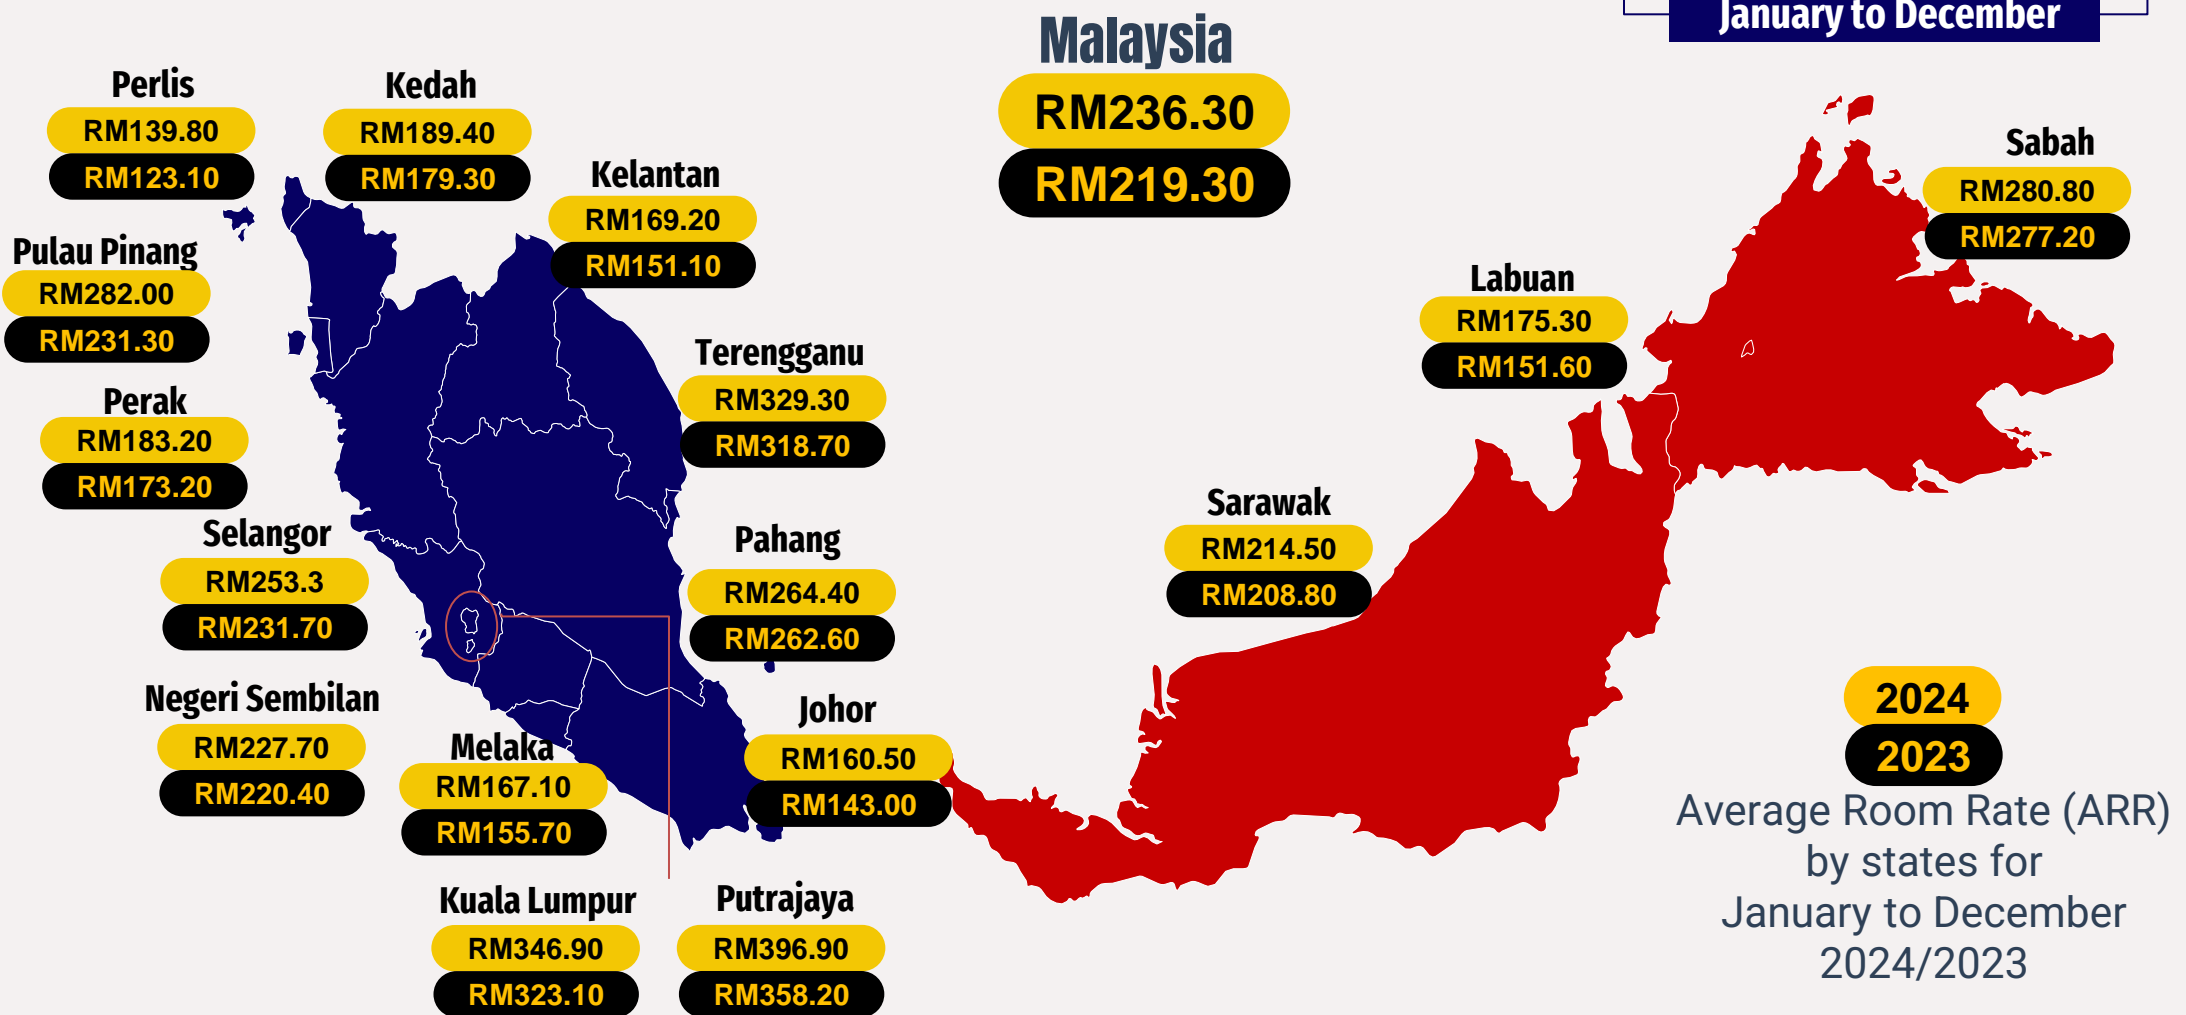 January to December
Malaysia
RM236.30
RM219.30
Perlis
RM139.80
RM123.10
Kedah
RM189.40
RM179.30
Kelantan
RM169.20
RM151.10
Pulau Pinang
RM282.00
RM231.30
Terengganu
RM329.30
RM318.70
Perak
RM183.20
RM173.20
Selangor
RM253.3
RM231.70
Pahang
RM264.40
RM262.60
Negeri Sembilan
RM227.70
RM220.40
Melaka
RM167.10
RM155.70
Johor
RM160.50
RM143.00
Kuala Lumpur
RM346.90
RM323.10
Putrajaya
RM396.90
RM358.20
Sabah
RM280.80
RM277.20
Labuan
RM175.30
RM151.60
Sarawak
RM214.50
RM208.80
2024
2023
Average Room Rate (ARR)
by states for
January to December
2024/2023